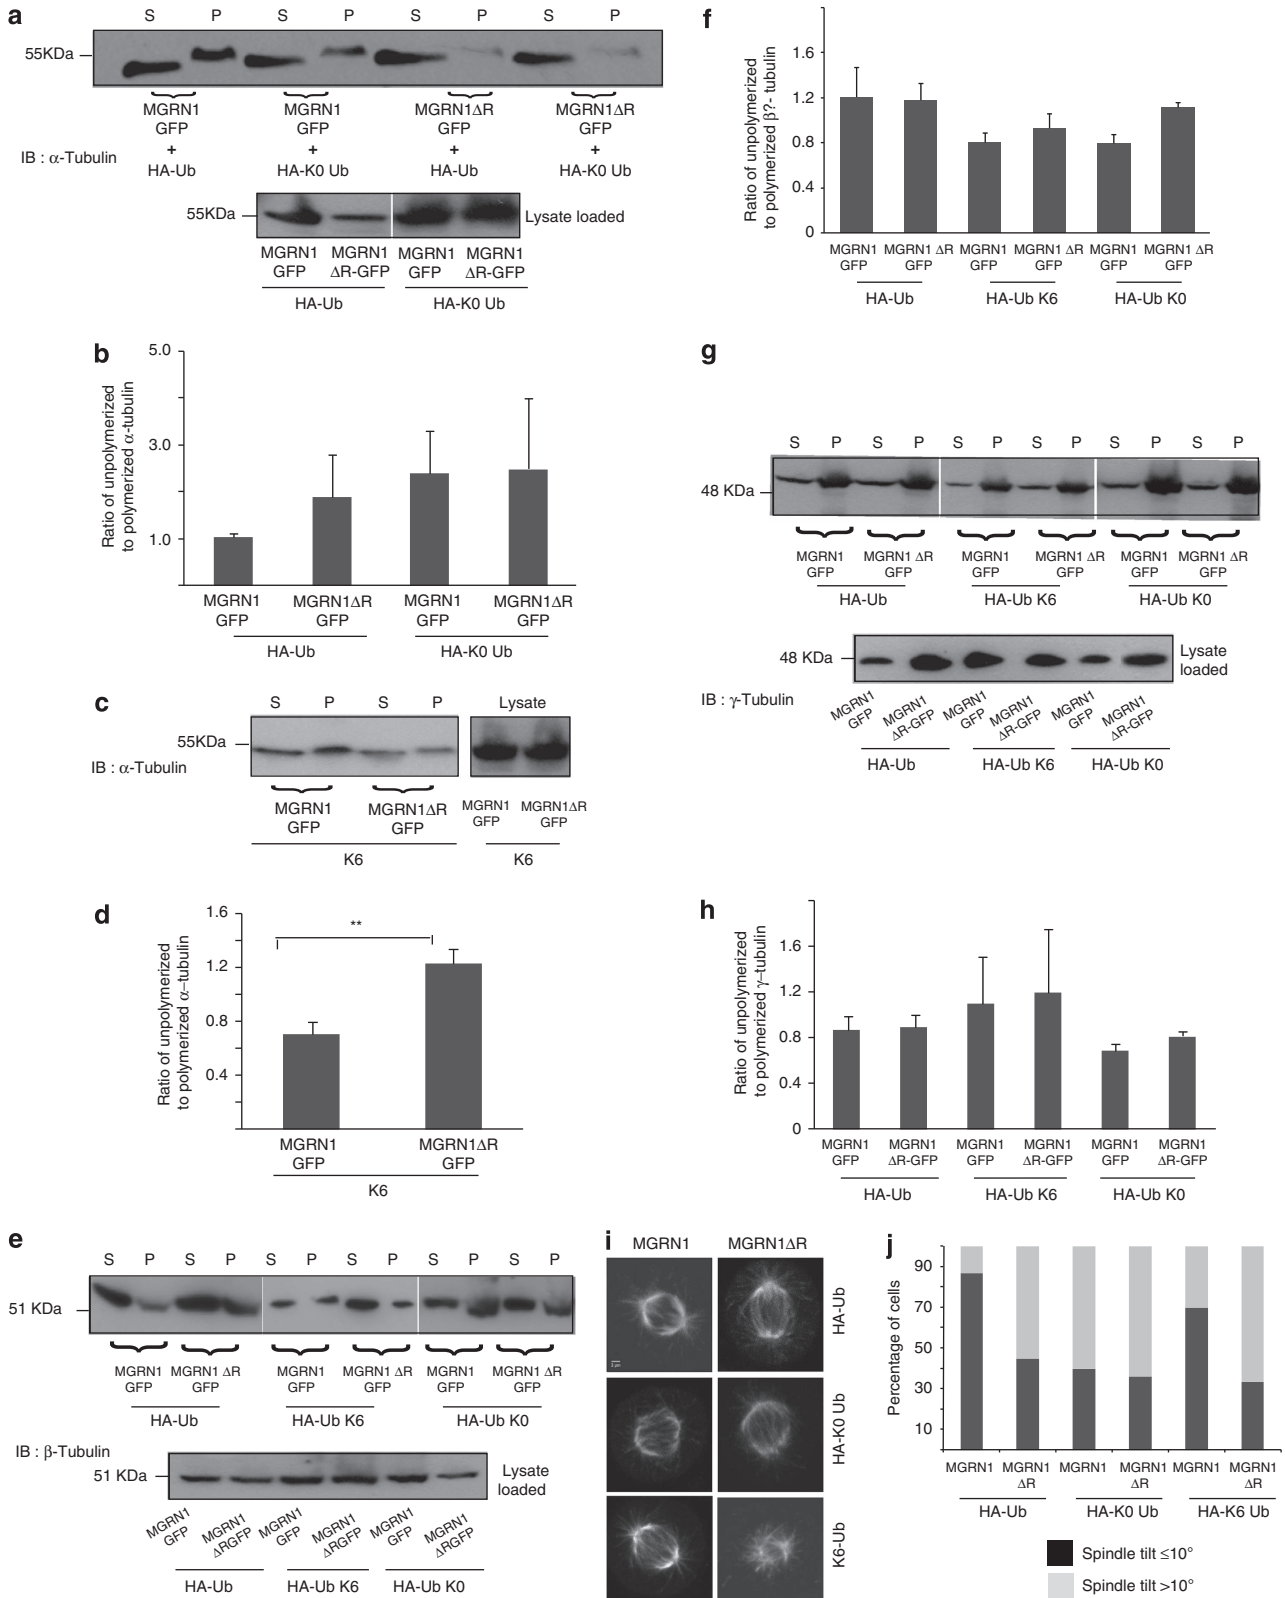 a
S P S P S P S P
55KDa
MGRN1 MGRN1 MGRN1ΔR MGRN1ΔR
GFP GFP GFP GFP
+ + + +
IB : α-Tubulin
HA-Ub HA-K0 Ub HA-Ub HA-K0 Ub
55KDa
Lysate loaded
MGRN1 MGRN1 MGRN1 MGRN1
GFP ΔR-GFP GFP ΔR-GFP
HA-Ub HA-K0 Ub
b
Ratio of unpolymerized
to polymerized α-tubulin
5.0
3.0
1.0
MGRN1 MGRN1ΔR MGRN1 MGRN1ΔR
GFP GFP GFP GFP
HA-Ub HA-K0 Ub
c
S P S P Lysate
55KDa
IB : α-Tubulin
MGRN1 MGRN1ΔR MGRN1 MGRN1ΔR
GFP GFP GFP GFP
K6 K6
d
Ratio of unpolymerized
to polymerized α–tubulin
1.6
1.2
0.8
0.4
**
MGRN1 MGRN1ΔR
GFP GFP
K6
e
S P S P S P S P S P S P
51 KDa
MGRN1 MGRN1 ΔR MGRN1 MGRN1 ΔR MGRN1 MGRN1 ΔR
GFP GFP GFP GFP GFP GFP
HA-Ub HA-Ub K6 HA-Ub K0
IB : β-Tubulin
51 KDa
Lysate
loaded
MGRN1 MGRN1 MGRN1 MGRN1 MGRN1 MGRN1
GFP ΔRGFP GFP ΔRGFP GFP ΔRGFP
HA-Ub HA-Ub K6 HA-Ub K0
f
Ratio of unpolymerized
to polymerized β?- tubulin
1.6
1.2
0.8
0.4
0
MGRN1 MGRN1 ΔR MGRN1 MGRN1 ΔR MGRN1 MGRN1 ΔR
GFP GFP GFP GFP GFP GFP
HA-Ub HA-Ub K6 HA-Ub K0
g
S P S P S P S P S P S P
48 KDa
MGRN1 MGRN1 ΔR MGRN1 MGRN1 ΔR MGRN1 MGRN1 ΔR
GFP GFP GFP GFP GFP GFP
HA-Ub HA-Ub K6 HA-Ub K0
48 KDa
Lysate
loaded
IB : γ-Tubulin
MGRN1 MGRN1 MGRN1 MGRN1 MGRN1 MGRN1
GFP ΔR-GFP GFP ΔR-GFP GFP ΔR-GFP
HA-Ub HA-Ub K6 HA-Ub K0
h
Ratio of unpolymerized
to polymerized γ–tubulin
1.6
1.2
0.8
0.4
0
MGRN1 MGRN1 MGRN1 MGRN1 MGRN1 MGRN1
GFP ΔR-GFP GFP ΔR-GFP GFP ΔR-GFP
HA-Ub HA-Ub K6 HA-Ub K0
i
MGRN1 MGRN1ΔR
HA-Ub
HA-K0 Ub
K6-Ub
j
Percentage of cells
90
70
50
30
10
MGRN1 MGRN1 MGRN1 MGRN1 MGRN1 MGRN1
ΔR ΔR ΔR
HA-Ub HA-K0 Ub HA-K6 Ub
Spindle tilt ≤10°
Spindle tilt >10°